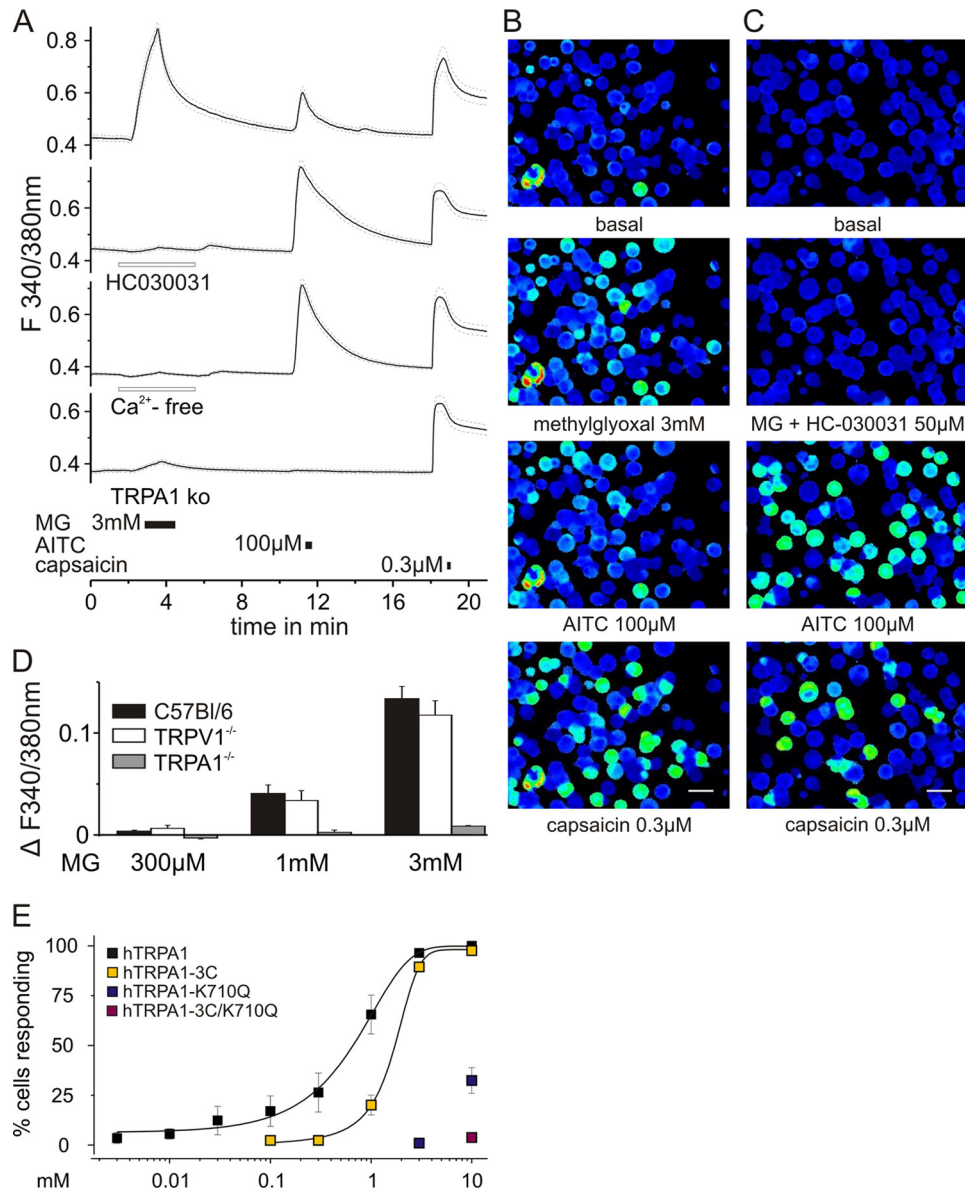 A
B
C
0.8
0.6
0.4
0.6
0.4
HC030031
0.6
0.4
Ca²⁺- free
0.6
0.4
TRPA1 ko
F 340/380nm
MG 3mM
AITC 100µM
capsaicin 0.3µM
0 4 8 12 16 20
time in min
basal
methylglyoxal 3mM
AITC 100µM
capsaicin 0.3µM
basal
MG + HC-030031 50µM
AITC 100µM
capsaicin 0.3µM
D
Δ F340/380nm
0.1
0
C57Bl/6
TRPV1⁻/⁻
TRPA1⁻/⁻
MG 300µM 1mM 3mM
E
% cells responding
100
75
50
25
0
hTRPA1
hTRPA1-3C
hTRPA1-K710Q
hTRPA1-3C/K710Q
mM 0.01 0.1 1 10